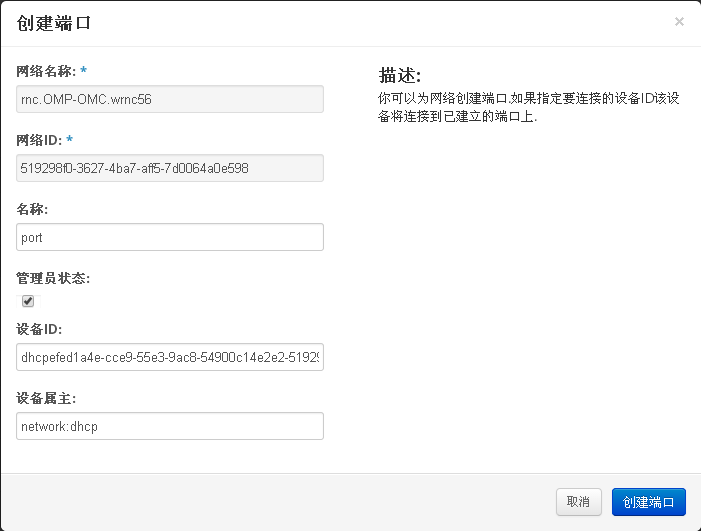 创建端口
×
网络名称: *
rnc.OMP-OMC.wrnc56
网络ID: *
519298f0-3627-4ba7-aff5-7d0064a0e598
名称:
port
管理员状态:
设备ID:
dhcpefed1a4e-cce9-55e3-9ac8-54900c14e2e2-51929
设备属主:
network:dhcp
描述:
你可以为网络创建端口.如果指定要连接的设备ID该设
备将连接到已建立的端口上.
取消
创建端口